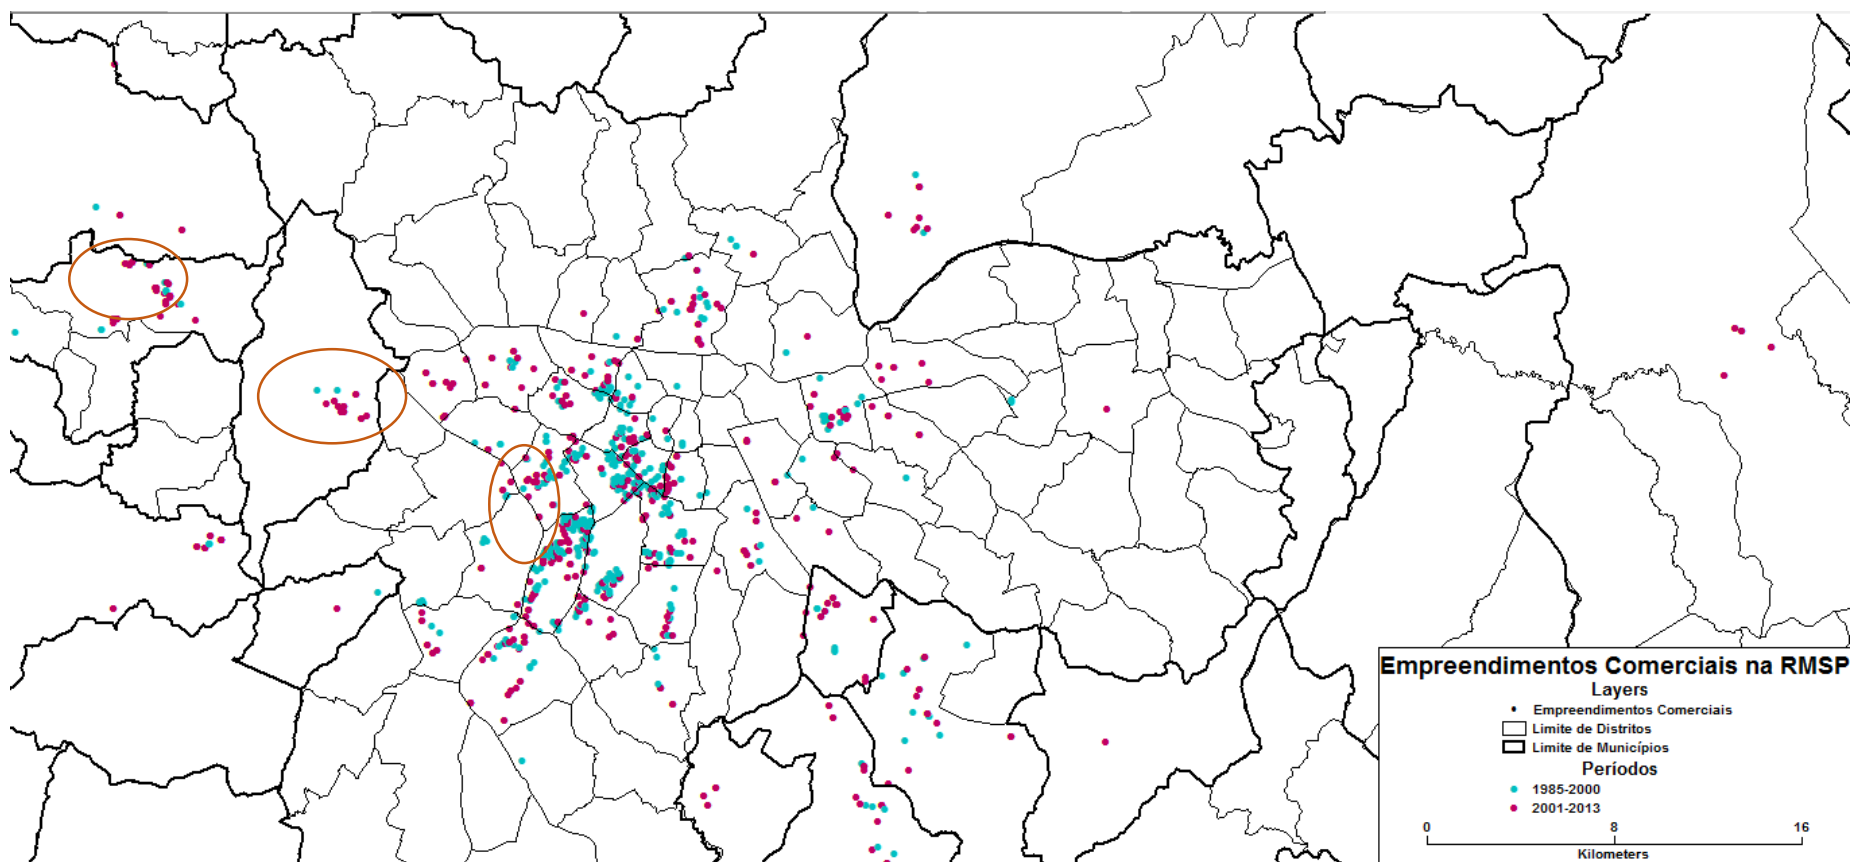 Empreendimentos Comerciais na RMSP
Layers
Empreendimentos Comerciais
Limite de Distritos
Limite de Municípios
Períodos
1985-2000
2001-2013
0 8 16
Kilometers